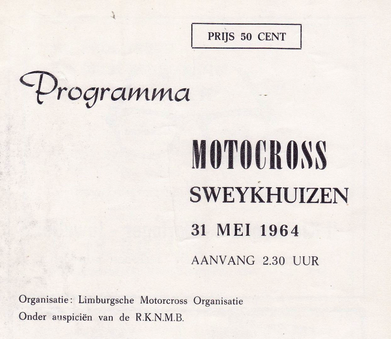 PRIJS 50 CENT
Programma
MOTOCROSS
SWEYKHUIZEN
31 MEI 1964
AANVANG 2.30 UUR
Organisatie: Limburgsche Motorcross Organisatie
Onder auspiciën van de R.K.N.M.B.